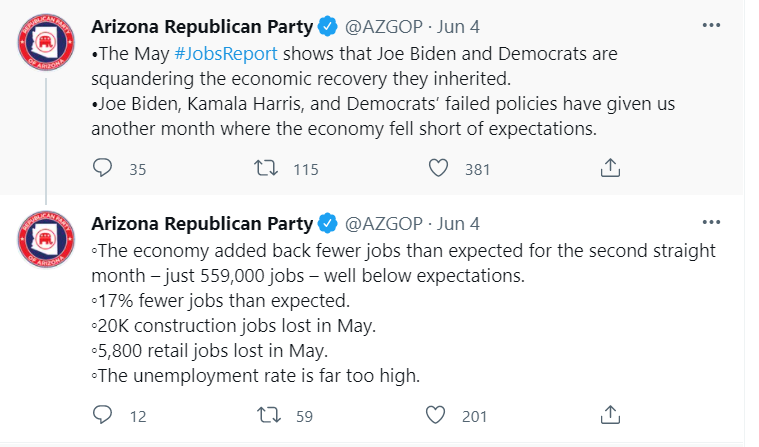 Arizona Republican Party @AZGOP · Jun 4
•The May #JobsReport shows that Joe Biden and Democrats are
squandering the economic recovery they inherited.
•Joe Biden, Kamala Harris, and Democrats’ failed policies have given us
another month where the economy fell short of expectations.
35 115 381
Arizona Republican Party @AZGOP · Jun 4
◦The economy added back fewer jobs than expected for the second straight
month – just 559,000 jobs – well below expectations.
◦17% fewer jobs than expected.
◦20K construction jobs lost in May.
◦5,800 retail jobs lost in May.
◦The unemployment rate is far too high.
12 59 201